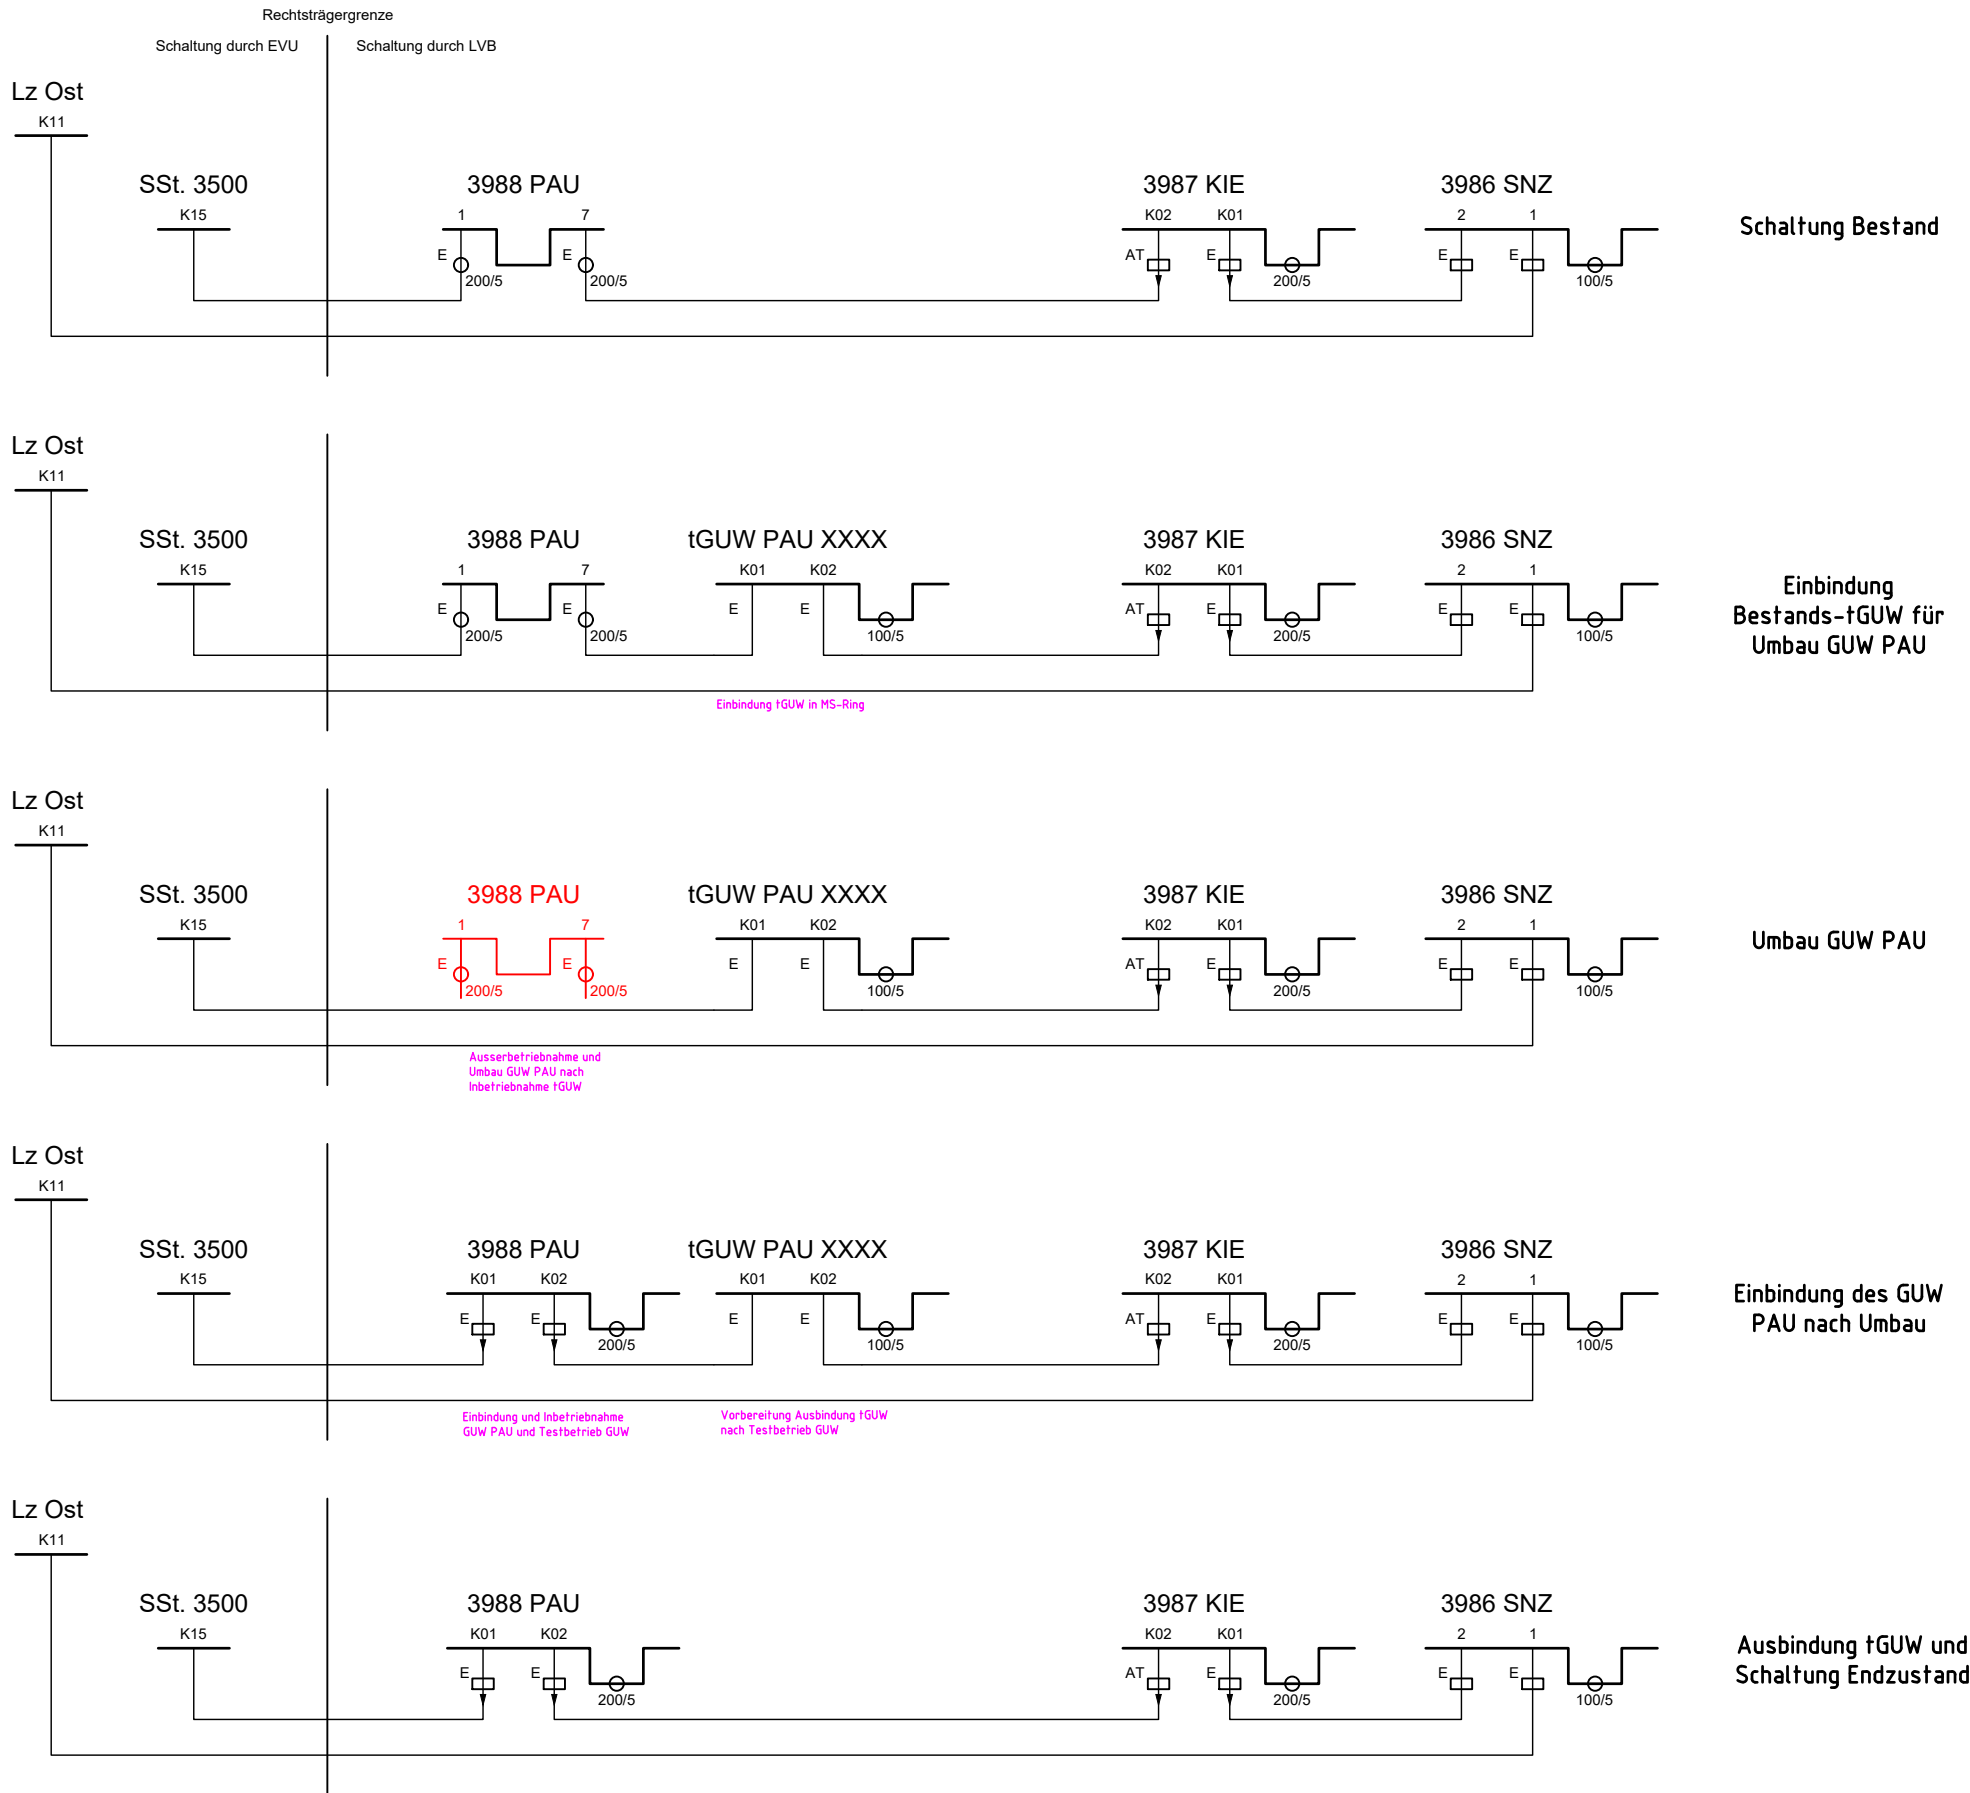 Rechtsträgergrenze
Schaltung durch EVU Schaltung durch LVB
Lz Ost
K11
SSt. 3500 3988 PAU 3987 KIE 3986 SNZ
K15 1 7 K02 K01 2 1
Schaltung Bestand
E E AT E E E
200/5 200/5 200/5 100/5
Lz Ost
K11
SSt. 3500 3988 PAU tGUW PAU XXXX 3987 KIE 3986 SNZ
K15 1 7 K01 K02 K02 K01 2 1
Einbindung
Bestands-tGUW für
Umbau GUW PAU
E E E E AT E E E
200/5 200/5 100/5 200/5 100/5
Einbindung tGUW in MS-Ring
Lz Ost
K11
SSt. 3500 3988 PAU tGUW PAU XXXX 3987 KIE 3986 SNZ
K15 1 7 K01 K02 K02 K01 2 1
Umbau GUW PAU
E E E E AT E E E
200/5 200/5 100/5 200/5 100/5
Ausserbetriebnahme und
Umbau GUW PAU nach
Inbetriebnahme tGUW
Lz Ost
K11
SSt. 3500 3988 PAU tGUW PAU XXXX 3987 KIE 3986 SNZ
K15 K01 K02 K01 K02 K02 K01 2 1
Einbindung des GUW
PAU nach Umbau
E E E E AT E E E
200/5 100/5 200/5 100/5
Einbindung und Inbetriebnahme
GUW PAU und Testbetrieb GUW
Vorbereitung Ausbindung tGUW
nach Testbetrieb GUW
Lz Ost
K11
SSt. 3500 3988 PAU 3987 KIE 3986 SNZ
K15 K01 K02 K02 K01 2 1
Ausbindung tGUW und
Schaltung Endzustand
E E AT E E E
200/5 200/5 100/5